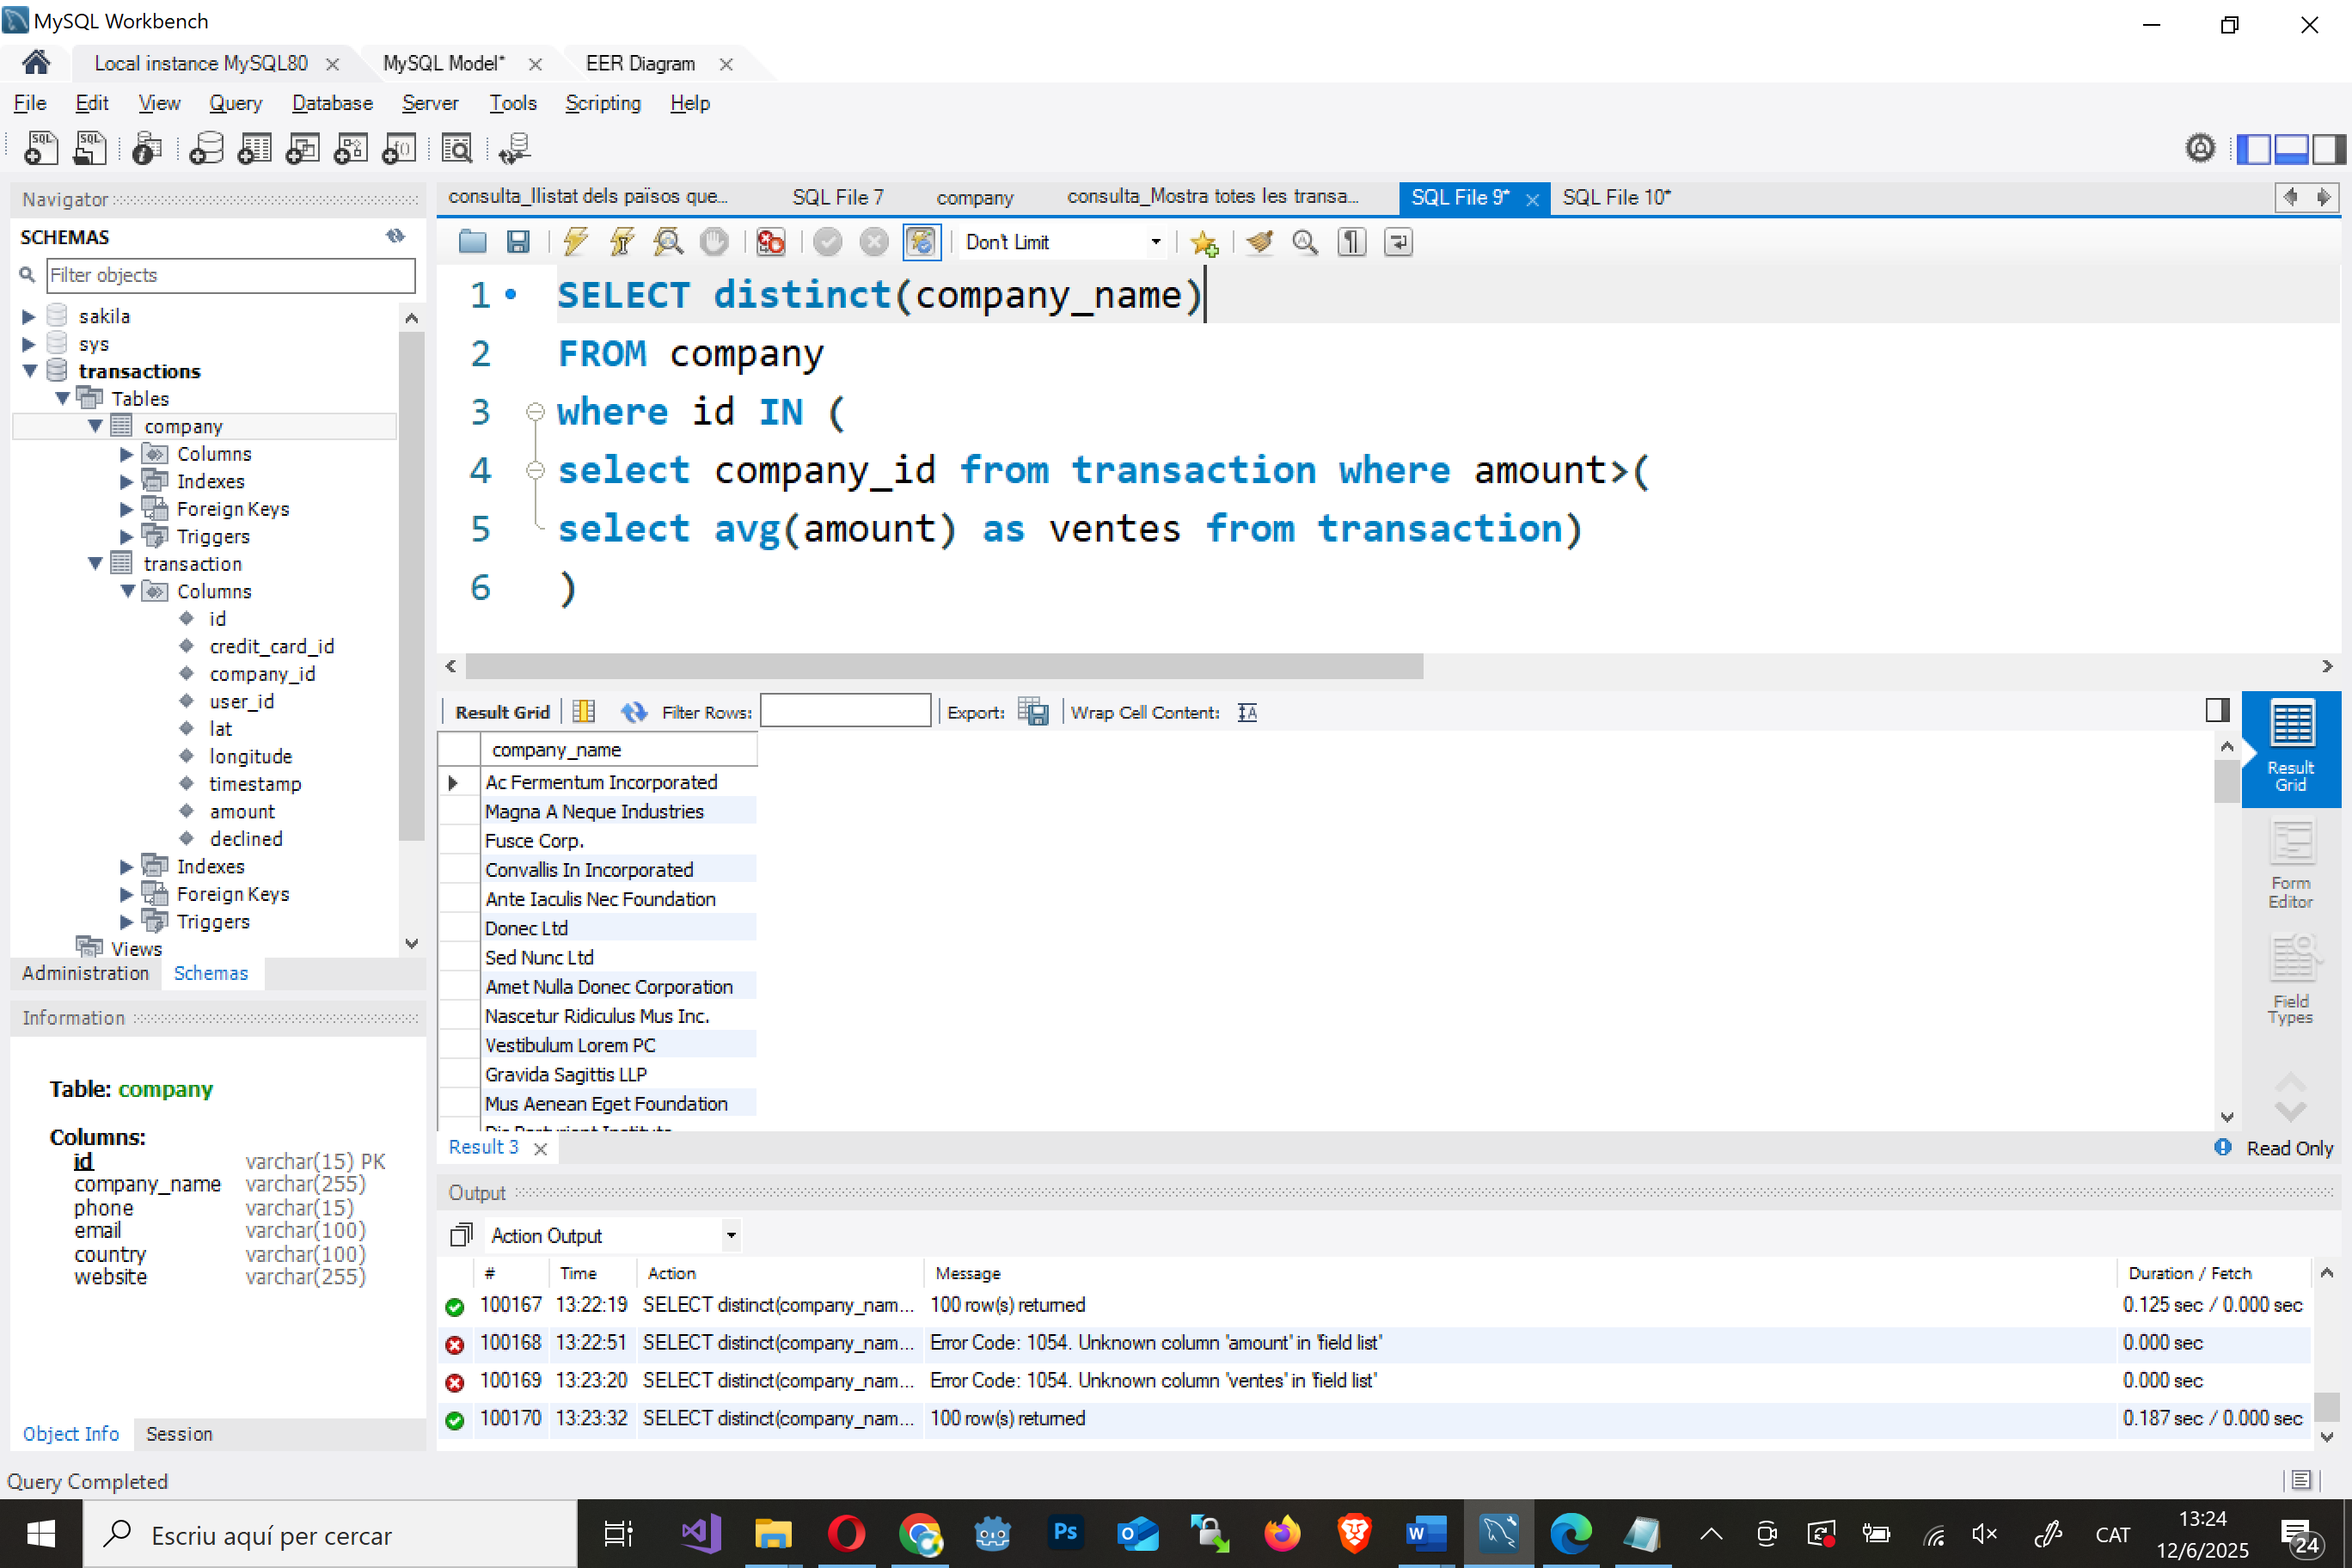 MySQL Workbench
Local instance MySQL80
MySQL Model*
EER Diagram
File Edit View Query Database Server Tools Scripting Help
Navigator
SCHEMAS
Filter objects
sakila
sys
transactions
Tables
company
Columns
Indexes
Foreign Keys
Triggers
transaction
Columns
id
credit_card_id
company_id
user_id
lat
longitude
timestamp
amount
declined
Indexes
Foreign Keys
Triggers
Views
Administration Schemas
Information
Table: company
Columns:
id varchar(15) PK
company_name varchar(255)
phone varchar(15)
email varchar(100)
country varchar(100)
website varchar(255)
Object Info Session
consulta_llistat dels països que... SQL File 7 company consulta_Mostra totes les transa... SQL File 9* SQL File 10*
Don't Limit
1 SELECT distinct(company_name)
2 FROM company
3 where id IN (
4 select company_id from transaction where amount>(
5 select avg(amount) as ventes from transaction)
6 )
Result Grid Filter Rows: Export: Wrap Cell Content:
company_name
Ac Fermentum Incorporated
Magna A Neque Industries
Fusce Corp.
Convallis In Incorporated
Ante Iaculis Nec Foundation
Donec Ltd
Sed Nunc Ltd
Amet Nulla Donec Corporation
Nascetur Ridiculus Mus Inc.
Vestibulum Lorem PC
Gravida Sagittis LLP
Mus Aenean Eget Foundation
Result Grid
Form Editor
Field Types
Result 3
Read Only
Output
Action Output
# Time Action Message Duration / Fetch
100167 13:22:19 SELECT distinct(company_nam... 100 row(s) returned 0.125 sec / 0.000 sec
100168 13:22:51 SELECT distinct(company_nam... Error Code: 1054. Unknown column 'amount' in 'field list' 0.000 sec
100169 13:23:20 SELECT distinct(company_nam... Error Code: 1054. Unknown column 'ventes' in 'field list' 0.000 sec
100170 13:23:32 SELECT distinct(company_nam... 100 row(s) returned 0.187 sec / 0.000 sec
Query Completed
Escriu aquí per cercar
CAT
13:24
12/6/2025
24